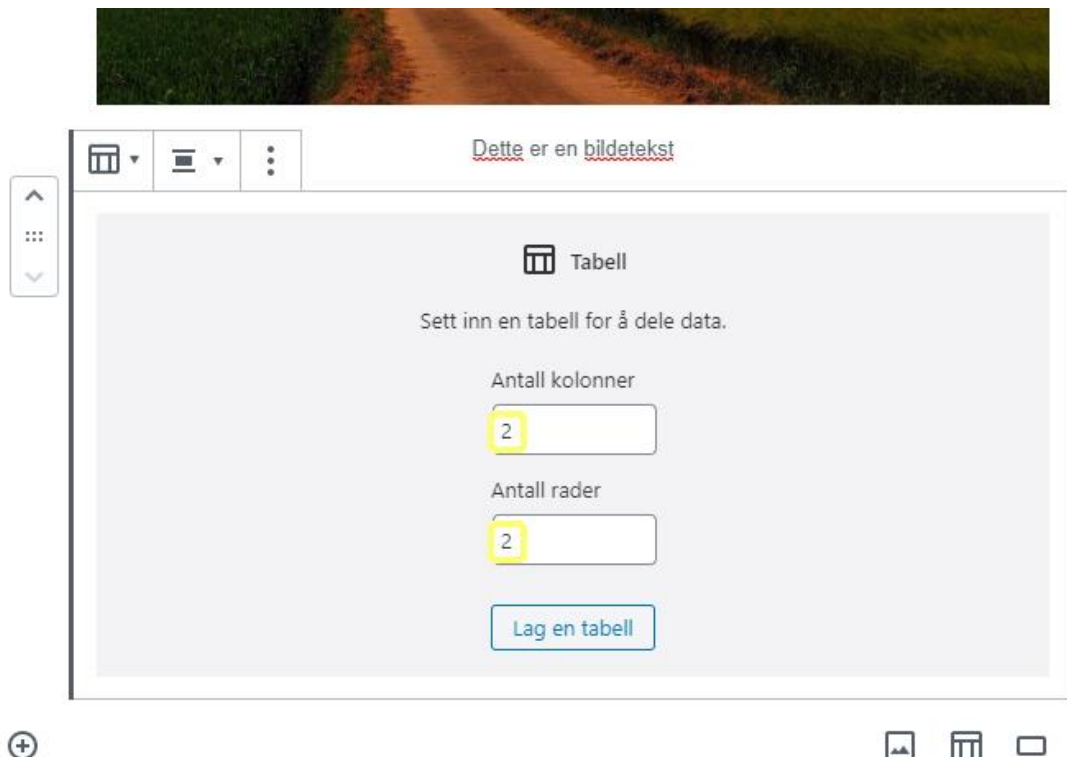 Dette er en bildetekst
Tabell
Sett inn en tabell for å dele data.
Antall kolonner
2
Antall rader
2
Lag en tabell